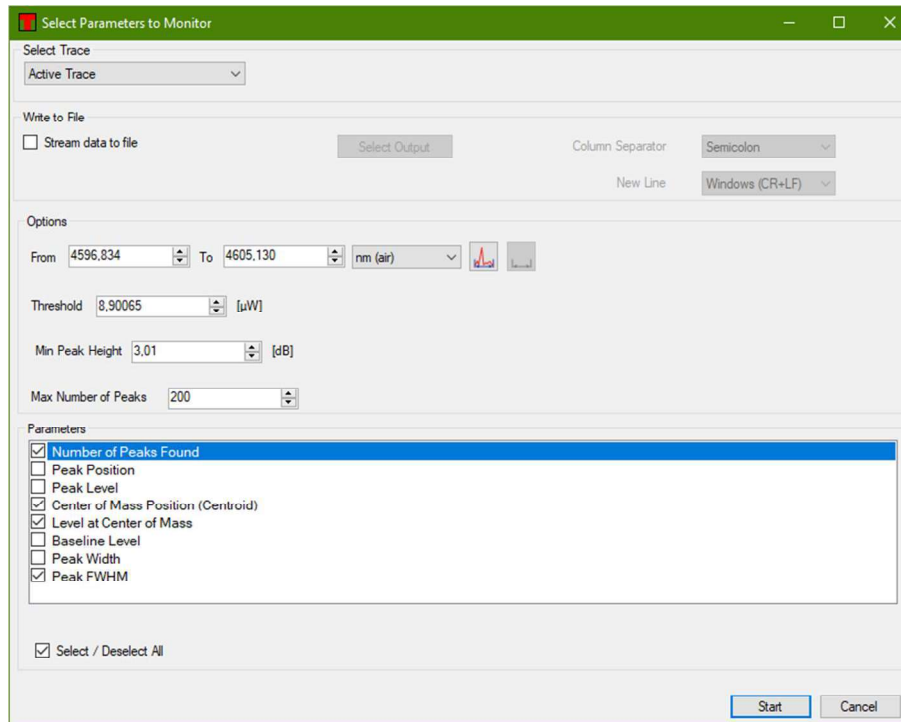 Select Parameters to Monitor
Select Trace
Active Trace
Write to File
Stream data to file Select Output Column Separator Semicolon
New Line Windows (CR+LF)
Options
From 4596,834 To 4605,130 nm (air)
Threshold 8,90065 [µW]
Min Peak Height 3,01 [dB]
Max Number of Peaks 200
Parameters
Number of Peaks Found
Peak Position
Peak Level
Center of Mass Position (Centroid)
Level at Center of Mass
Baseline Level
Peak Width
Peak FWHM
Select / Deselect All
Start Cancel